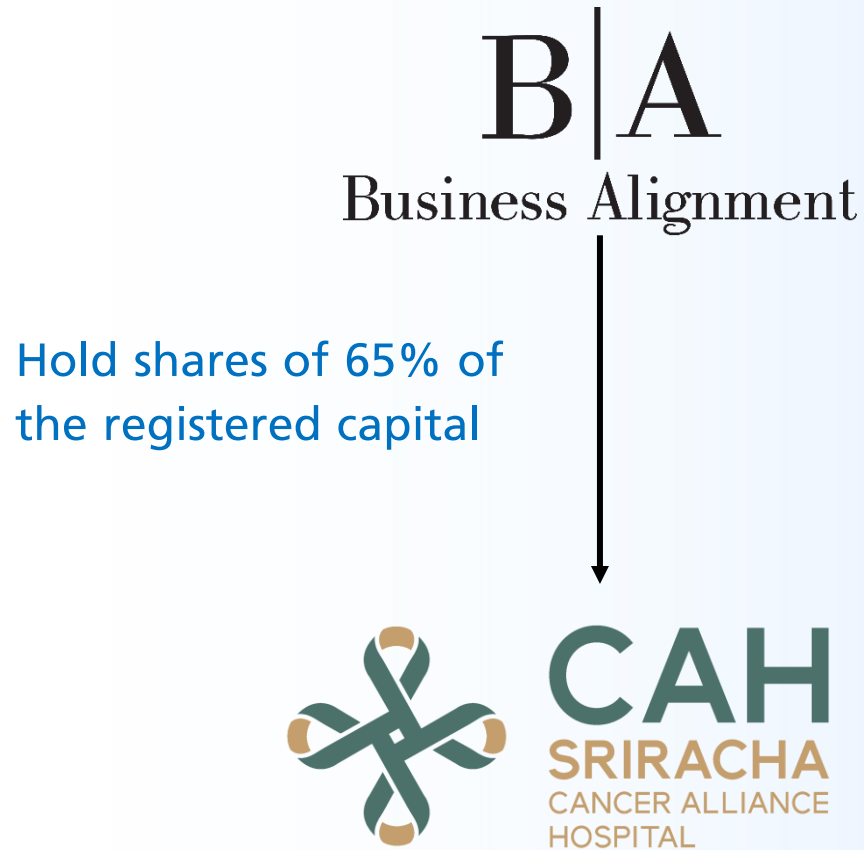 B|A
Business Alignment
Hold shares of 65% of
the registered capital
CAH
SRIRACHA
CANCER ALLIANCE
HOSPITAL